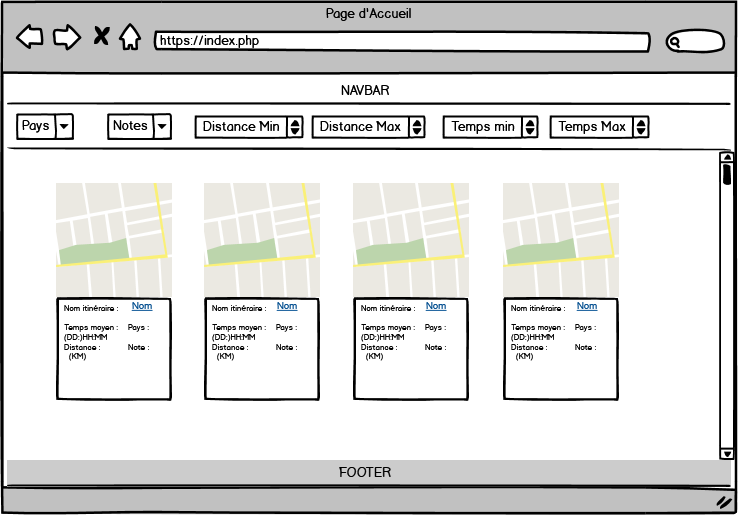 Page d'Accueil
https://index.php
NAVBAR
Pays Notes Distance Min Distance Max Temps min Temps Max
Nom itinéraire : Nom Nom itinéraire : Nom Nom itinéraire : Nom Nom itinéraire : Nom
Temps moyen : Pays : Temps moyen : Pays : Temps moyen : Pays : Temps moyen : Pays :
(DD:)HH:MM (DD:)HH:MM (DD:)HH:MM (DD:)HH:MM
Distance : Note : Distance : Note : Distance : Note : Distance : Note :
(KM) (KM) (KM) (KM)
FOOTER